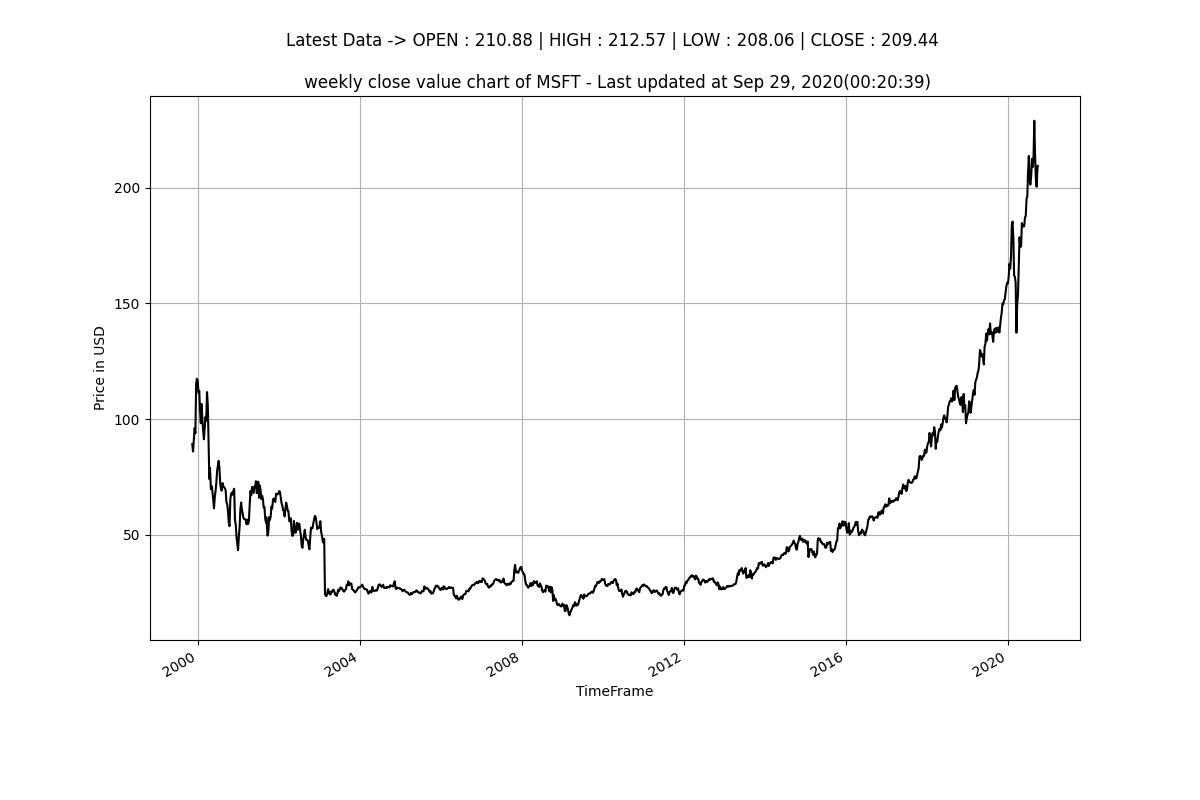 Latest Data -> OPEN : 210.88 | HIGH : 212.57 | LOW : 208.06 | CLOSE : 209.44
weekly close value chart of MSFT - Last updated at Sep 29, 2020(00:20:39)
200
150
100
50
Price in USD
2000
2004
2008
2012
2016
2020
TimeFrame